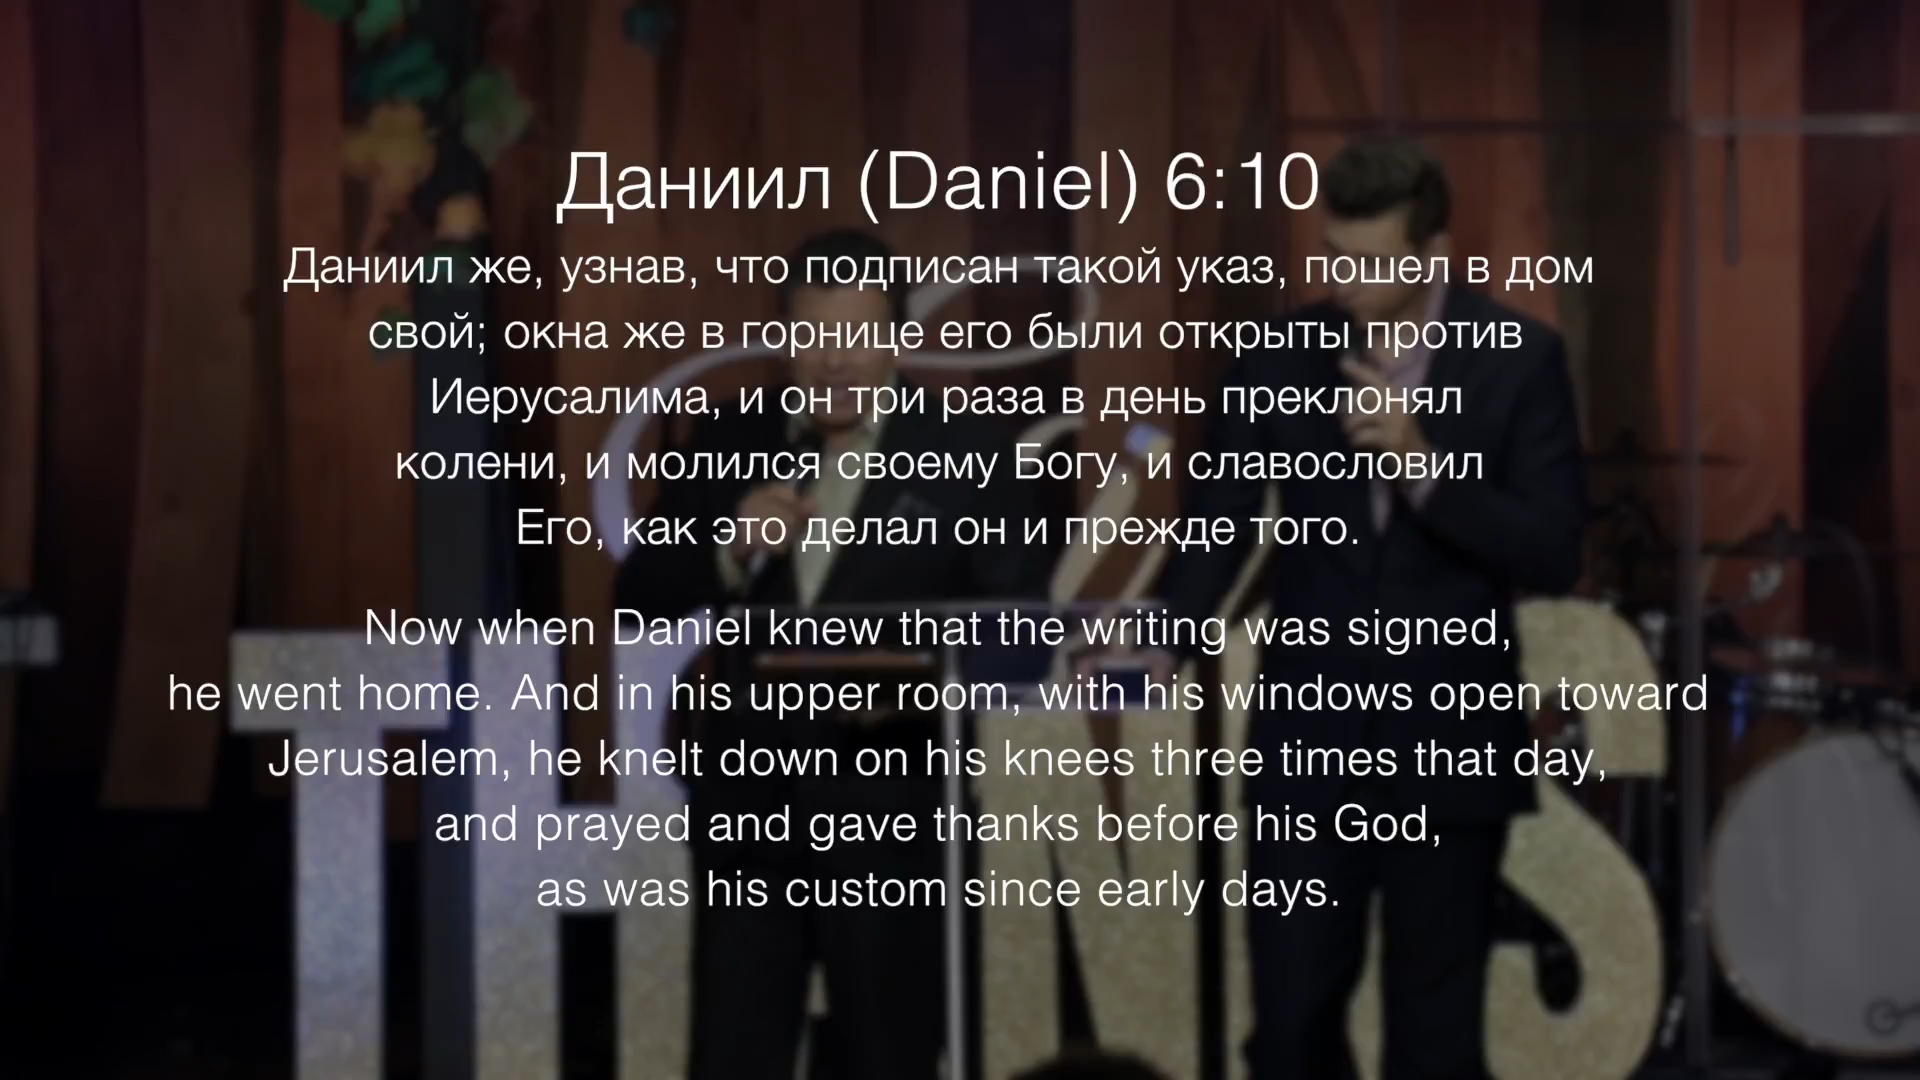 Даниил (Daniel) 6:10
Даниил же, узнав, что подписан такой указ, пошел в дом
свой; окна же в горнице его были открыты против
Иерусалима, и он три раза в день преклонял
колени, и молился своему Богу, и славословил
Его, как это делал он и прежде того.
Now when Daniel knew that the writing was signed,
he went home. And in his upper room, with his windows open toward
Jerusalem, he knelt down on his knees three times that day,
and prayed and gave thanks before his God,
as was his custom since early days.